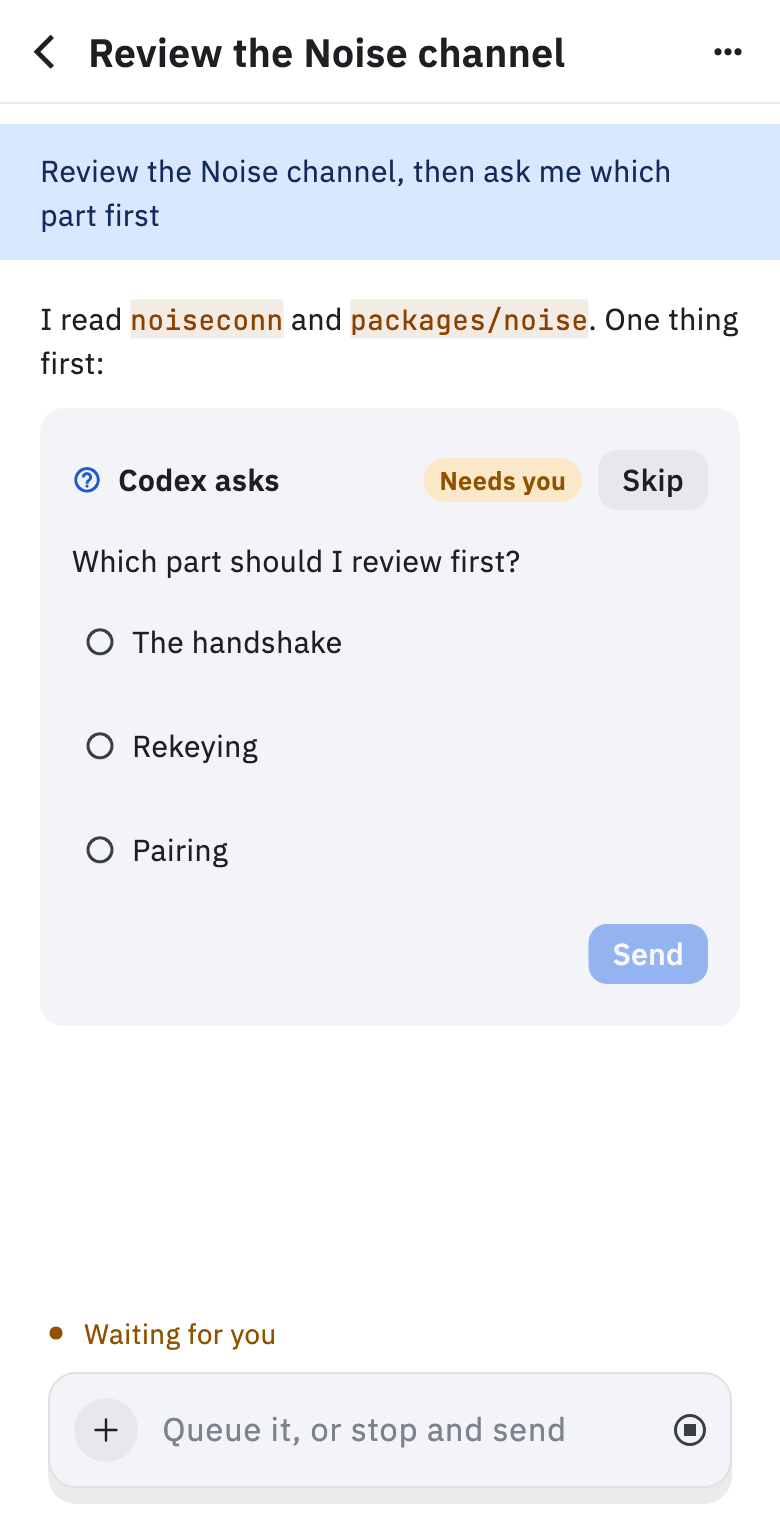 Review the Noise channel
Review the Noise channel, then ask me which
part first
I read noiseconn and packages/noise. One thing
first:
Codex asks
Needs you
Skip
Which part should I review first?
The handshake
Rekeying
Pairing
Send
Waiting for you
Queue it, or stop and send